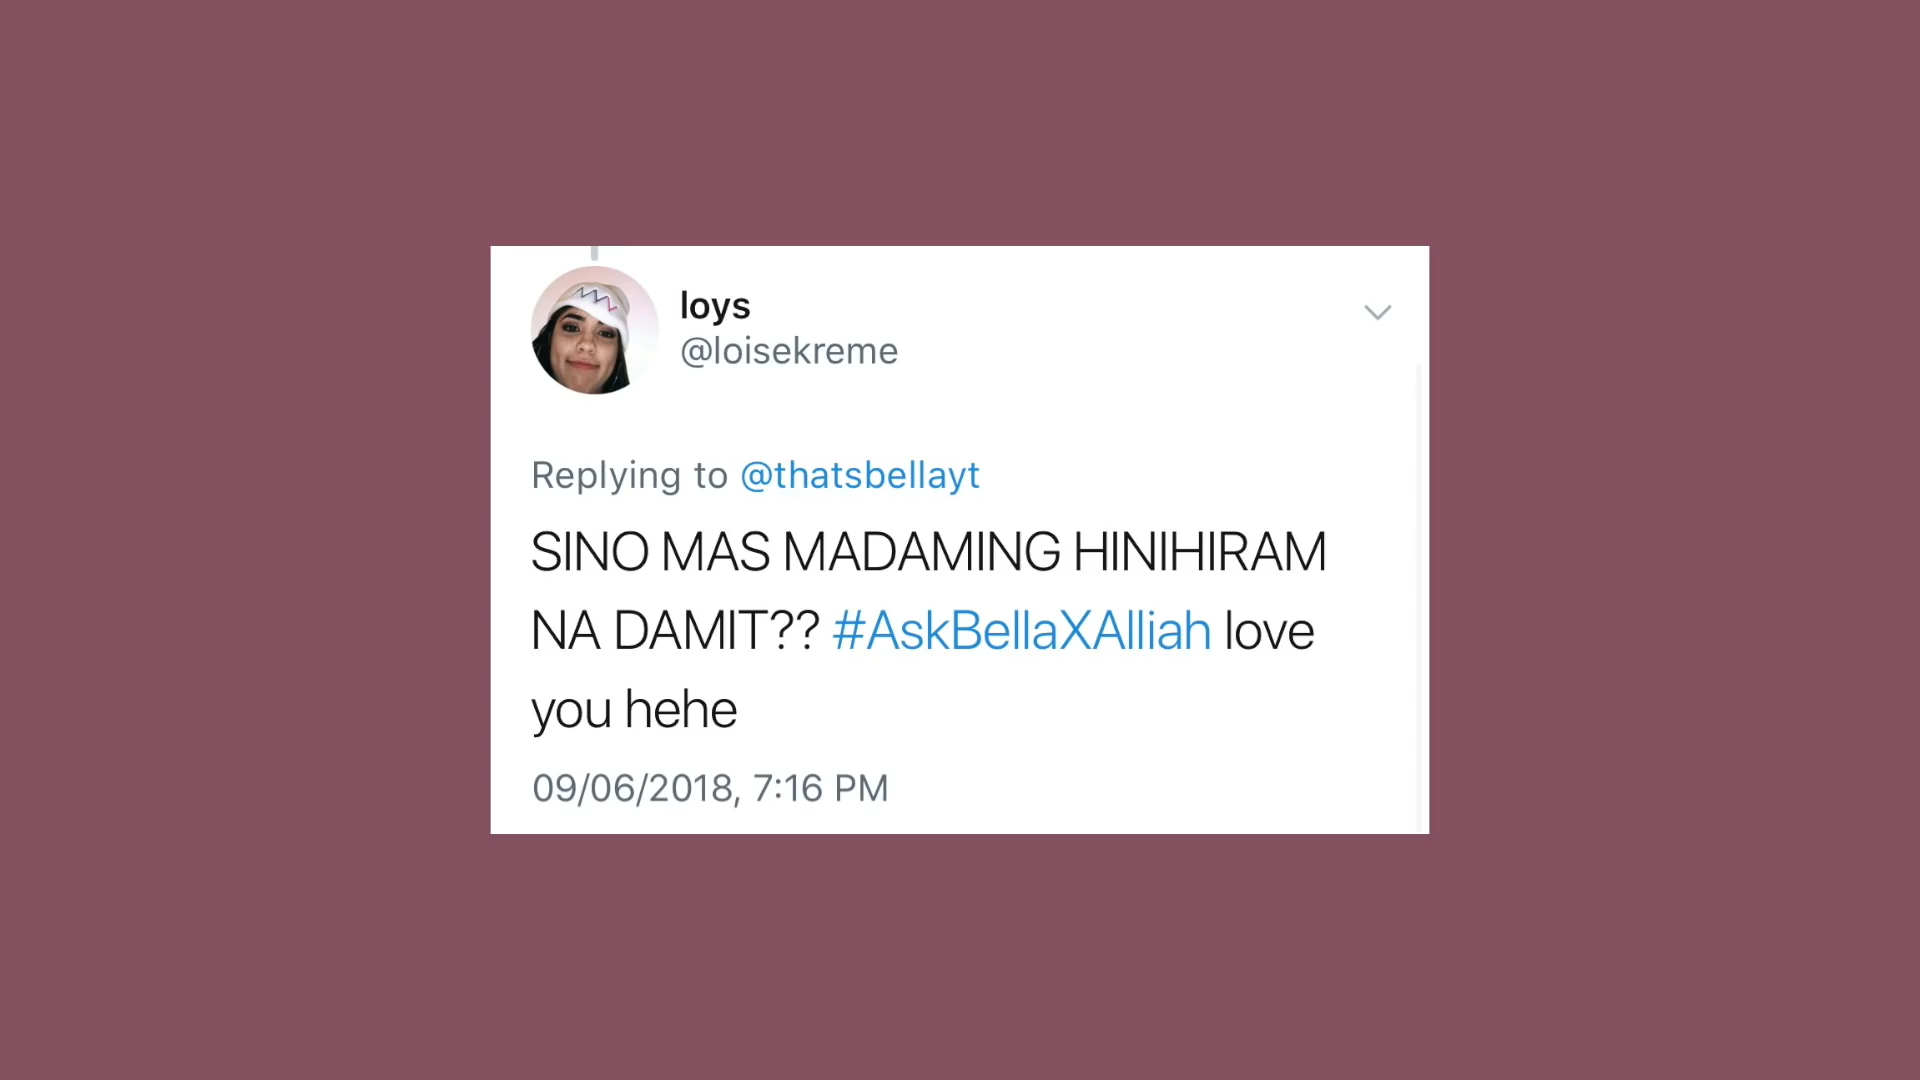 loys
@loisekreme
Replying to @thatsbellayt
SINO MAS MADAMING HINIHIRAM
NA DAMIT?? #AskBellaXAlliah love
you hehe
09/06/2018, 7:16 PM